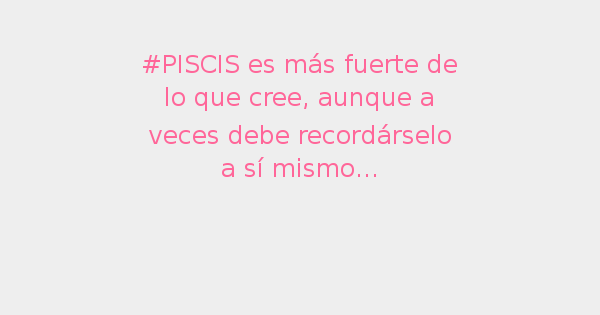 #PISCIS es más fuerte de
lo que cree, aunque a
veces debe recordárselo
a sí mismo...